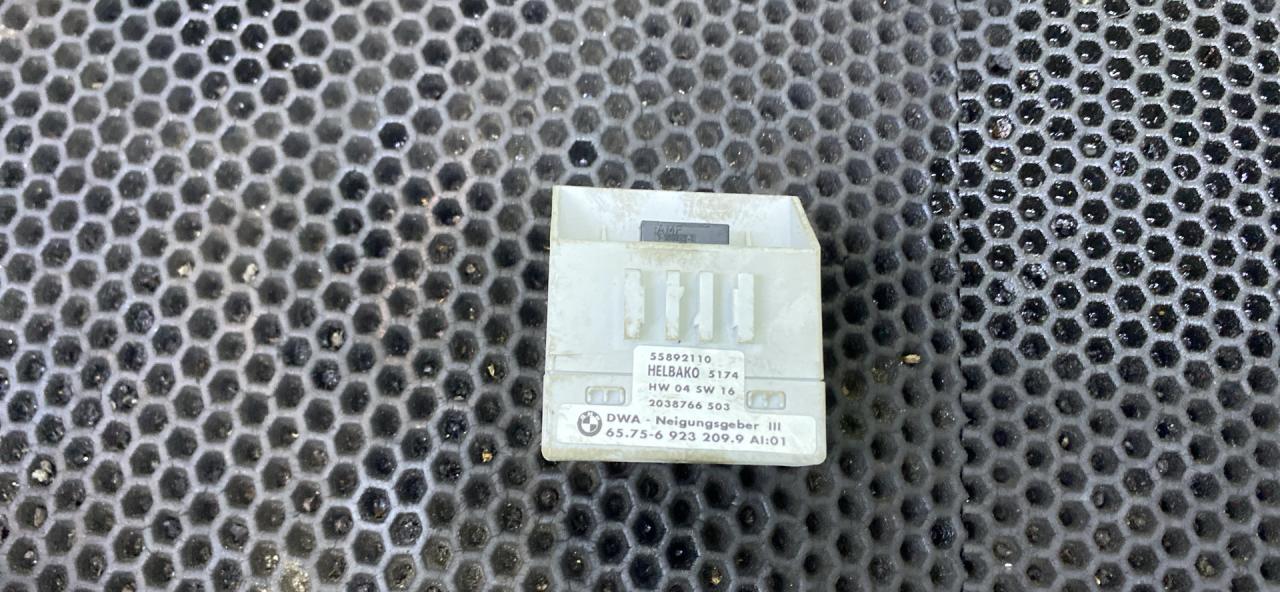 AMP
55892110
HELBAKO 5174
HW 04 SW 16
2038766 503
DWA - Neigungsgeber III
65.75-6 923 209.9 AI:01